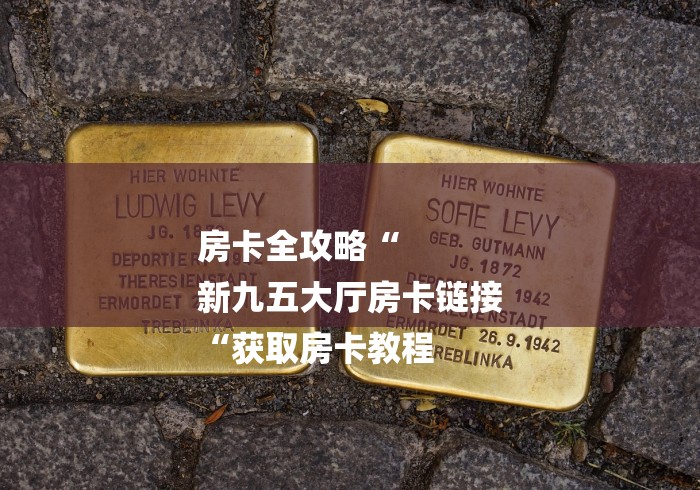 HIER WOHNTE
LUDWIG LEVY
JG.
DEPORTIERT
THERESIENSTADT
ERMORDET
TREBLINKA
HIER WOHNTE
SOFIE LEVY
GEB. GUTMANN
JG. 1872
1942
ERMORDET 26.9.1942
TREBLINKA
房卡全攻略“
新九五大厅房卡链接
“获取房卡教程